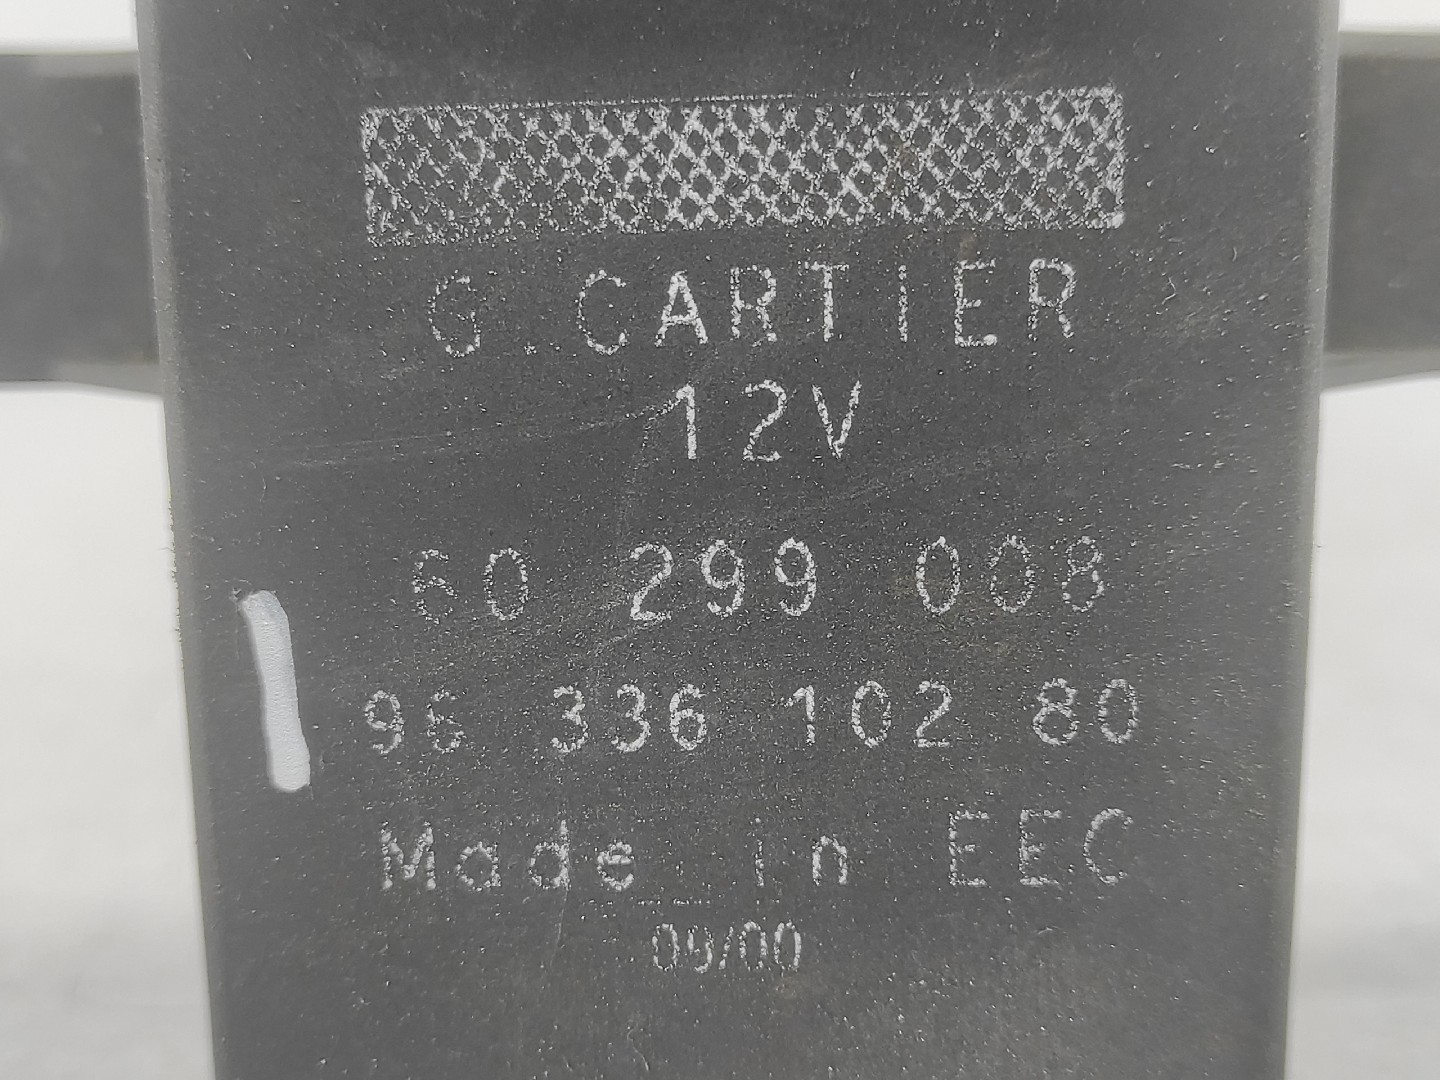 G.CARTIER
12V
60 299 008
96 336 102 80
Made in EEC
09/00